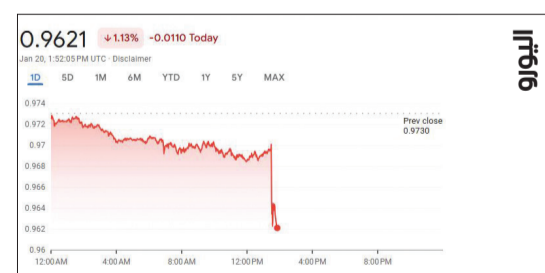 0.9621 ↓1.13% -0.0110 Today
Jan 20, 1:52:05 PM UTC · Disclaimer
1D 5D 1M 6M YTD 1Y 5Y MAX
0.974
Prev close
0.972
0.9730
0.97
0.968
0.966
0.964
0.962
0.96
12:00 AM 4:00 AM 8:00 AM 12:00 PM 4:00 PM 8:00 PM